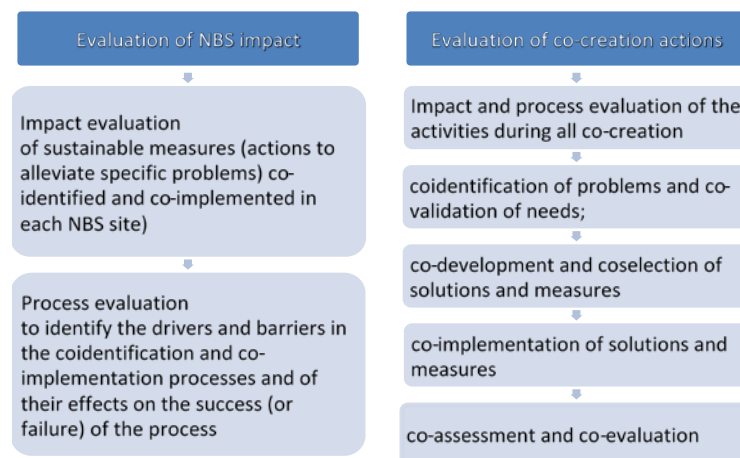 Evaluation of NBS impact
Impact evaluation
of sustainable measures (actions to
alleviate specific problems) co-
identified and co-implemented in
each NBS site)
Process evaluation
to identify the drivers and barriers in
the coidentification and co-
implementation processes and of
their effects on the success (or
failure) of the process
Evaluation of co-creation actions
Impact and process evaluation of the
activities during all co-creation
coidentification of problems and co-
validation of needs;
co-development and coselection of
solutions and measures
co-implementation of solutions and
measures
co-assessment and co-evaluation